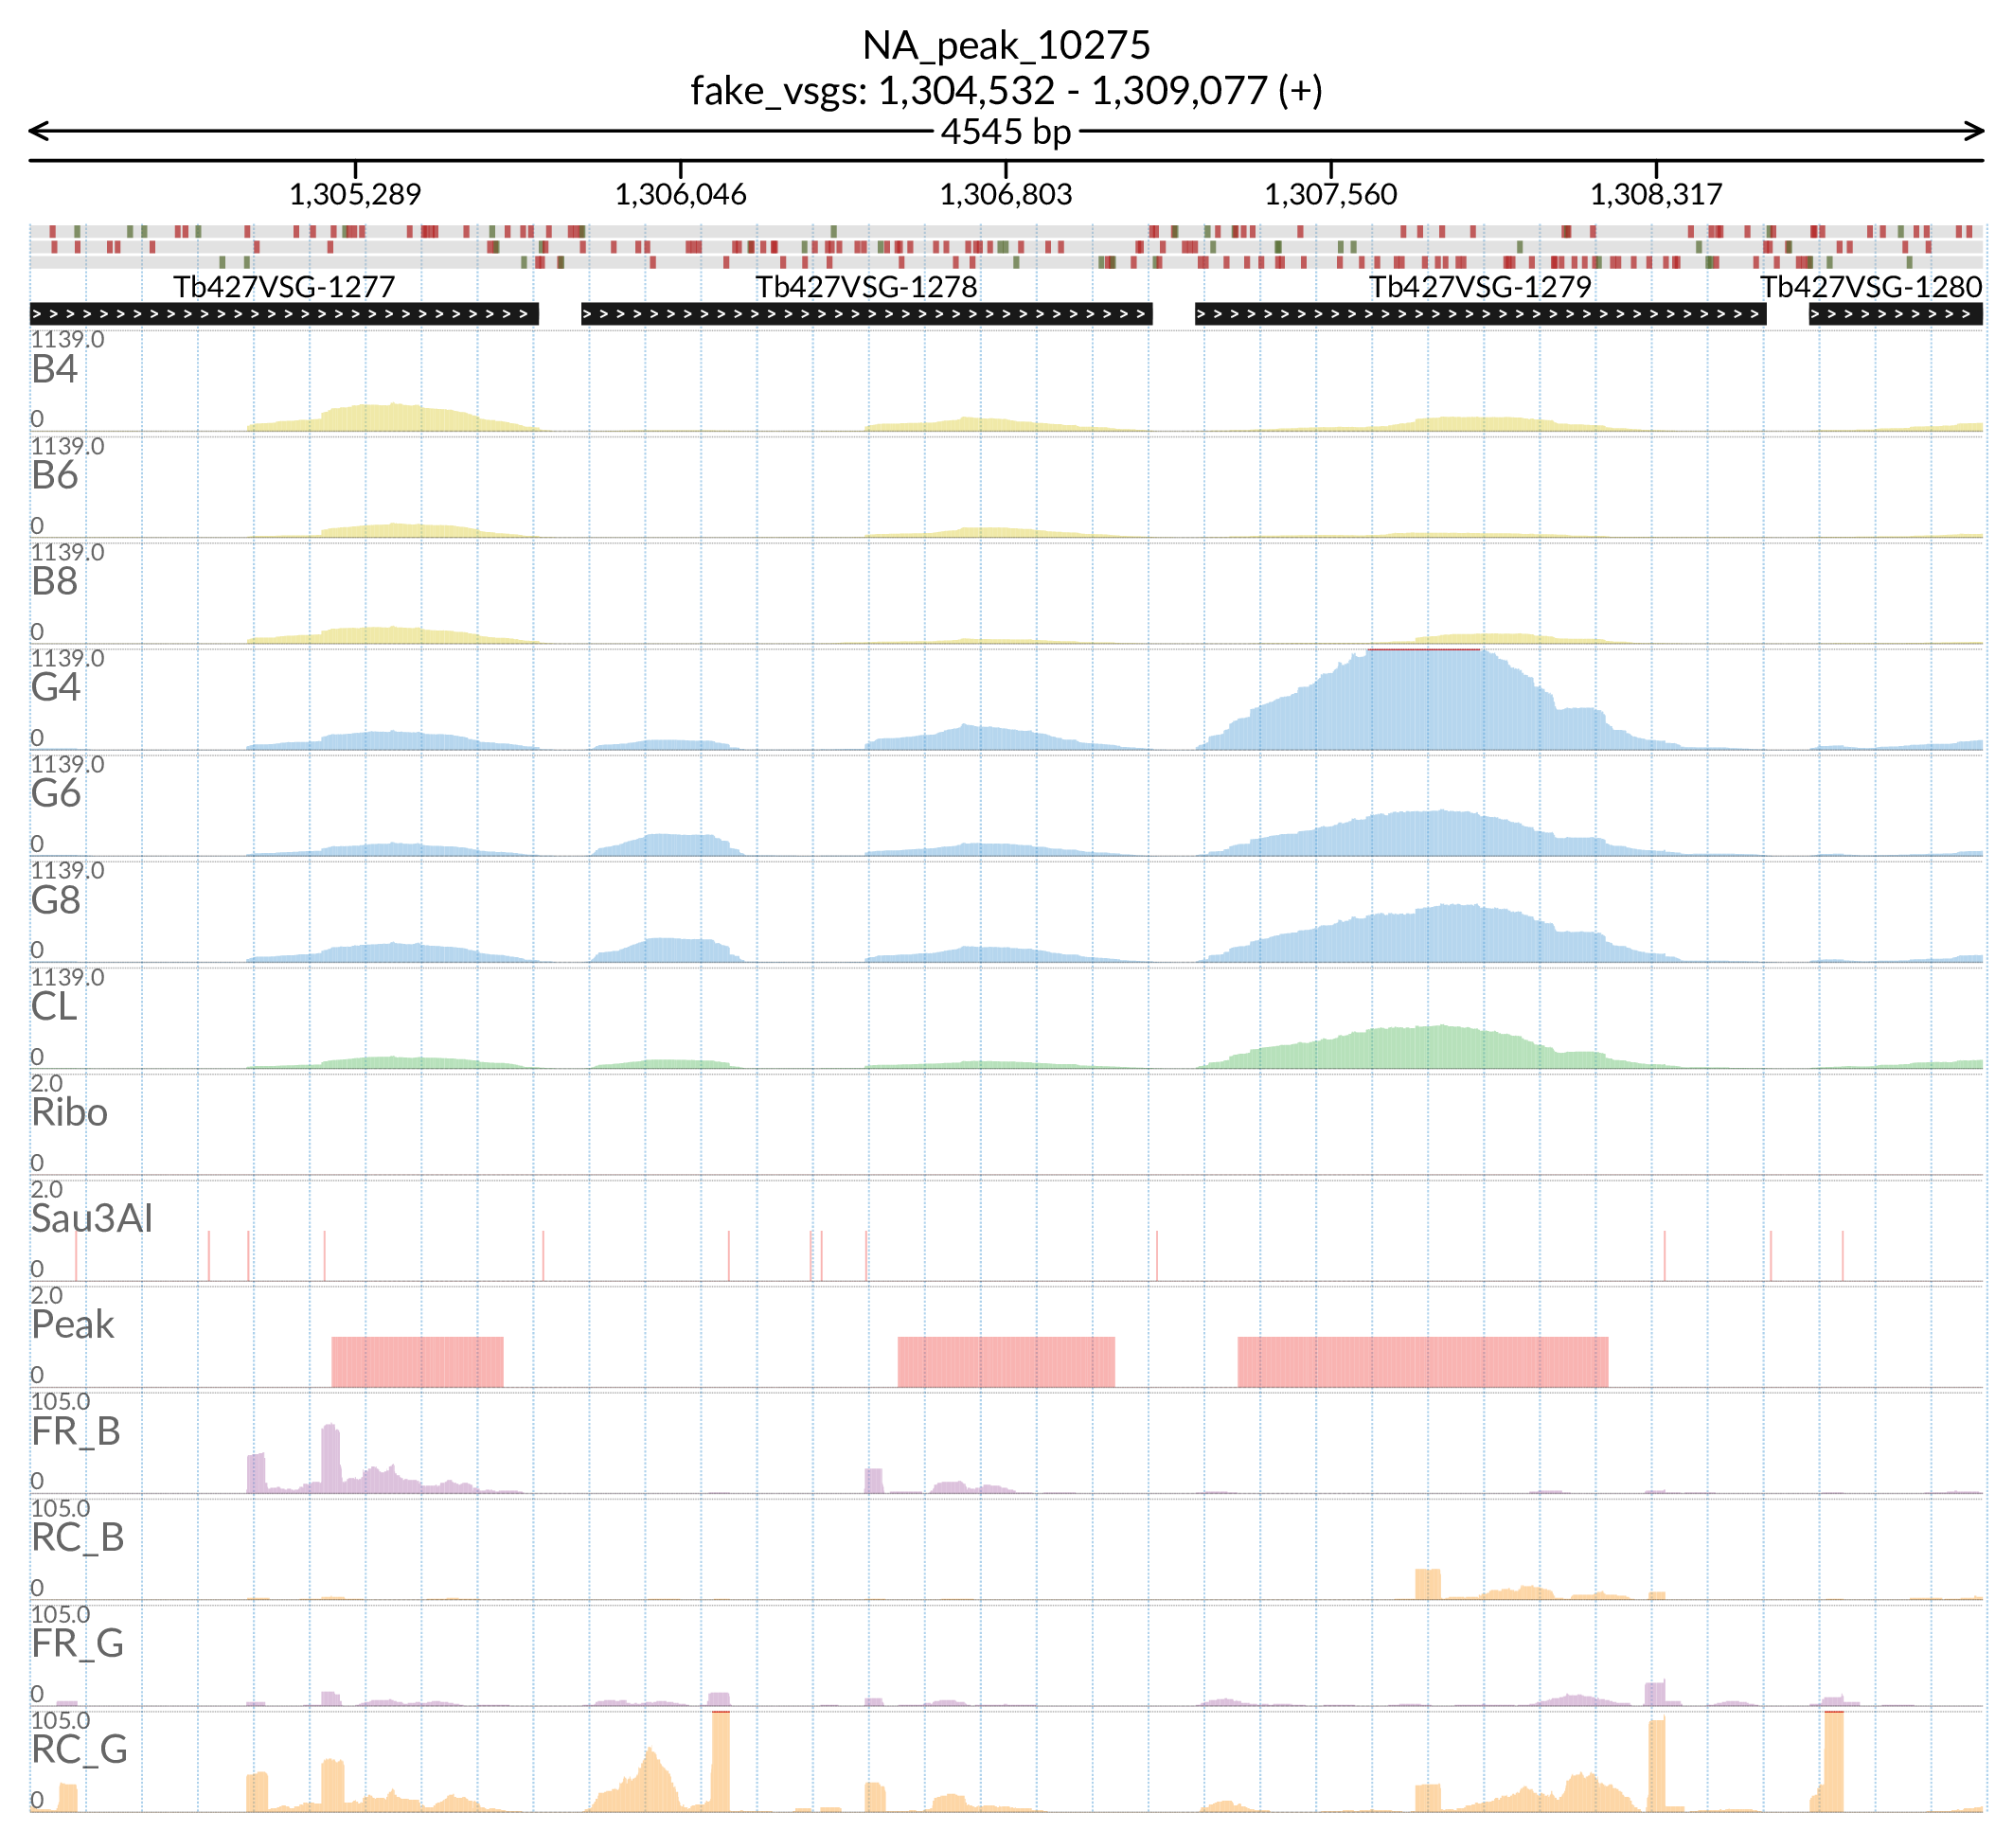 NA_peak_10275
fake_vsgs: 1,304,532 - 1,309,077 (+)
4545 bp
1,305,289 1,306,046 1,306,803 1,307,560 1,308,317
Tb427VSG-1277 Tb427VSG-1278 Tb427VSG-1279 Tb427VSG-1280
1139.0
B4
0
1139.0
B6
0
1139.0
B8
0
1139.0
G4
0
1139.0
G6
0
1139.0
G8
0
1139.0
CL
0
2.0
Ribo
0
2.0
Sau3AI
0
2.0
Peak
0
105.0
FR_B
0
105.0
RC_B
0
105.0
FR_G
0
105.0
RC_G
0